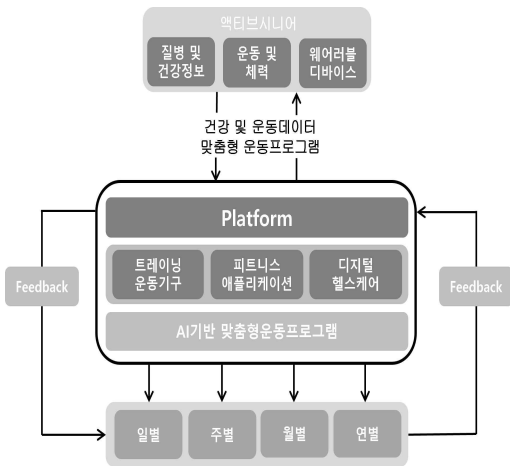 액티브시니어
질병 및
건강정보
운동 및
체력
웨어러블
디바이스
건강 및 운동데이터
맞춤형 운동프로그램
Platform
트레이닝
운동기구
피트니스
애플리케이션
디지털
헬스케어
AI기반 맞춤형운동프로그램
Feedback
Feedback
일별
주별
월별
연별